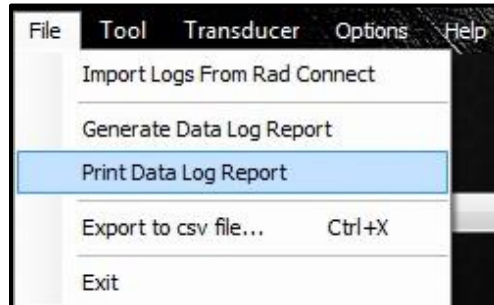 File Tool Transducer Options Help
Import Logs From Rad Connect
Generate Data Log Report
Print Data Log Report
Export to csv file... Ctrl+X
Exit